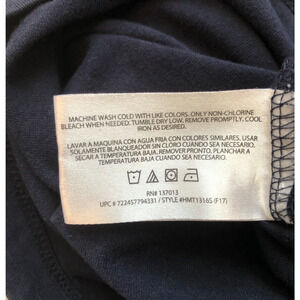 MACHINE WASH COLD WITH LIKE COLORS. ONLY NON-CHLORINE
BLEACH WHEN NEEDED. TUMBLE DRY LOW. REMOVE PROMPTLY. COOL
IRON AS DESIRED.
LAVAR A MAQUINA CON AGUA FRIA CON COLORES SIMILARES. USAR
SOLAMENTE BLANQUEADOR SIN CLORO CUANDO SEA NECESARIO.
SECAR A TEMPERATURA BAJA. REMOVER PRONTO. PLANCHAR A
TEMPERATURA BAJA CUANDO SEA NECESARIO.
RN# 137013
UPC # 722457794331 / STYLE #HMT1316S (F17)